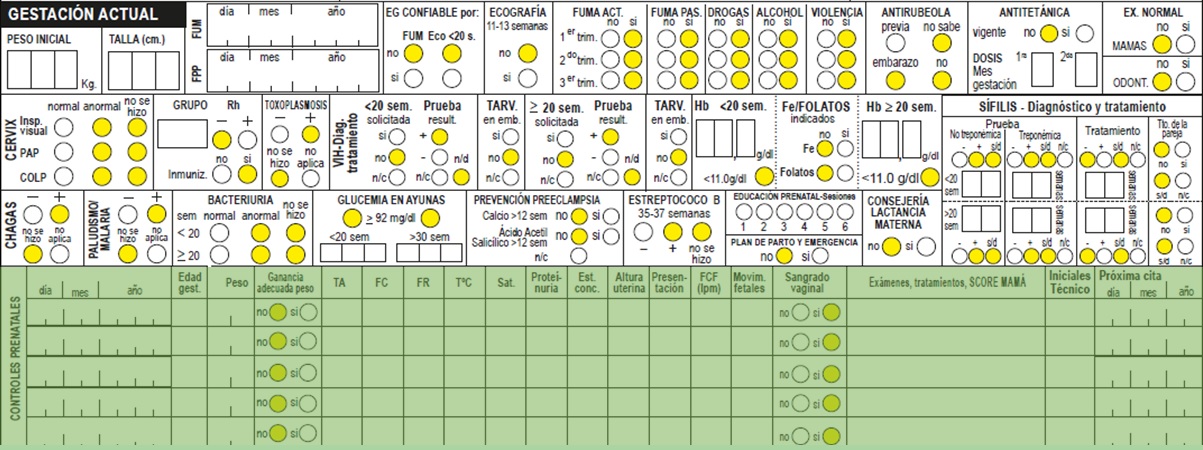 GESTACIÓN ACTUAL
PESO INICIAL
Kg.
TALLA (cm.)
FUM
día mes año
FPP
día mes año
EG CONFIABLE por:
FUM Eco <20 s.
no
si
ECOGRAFÍA
11-13 semanas
no
si
FUMA ACT.
no si
1er trim.
2do trim.
3er trim.
FUMA PAS.
no si
DROGAS
no si
ALCOHOL
no si
VIOLENCIA
no si
ANTIRUBEOLA
previa no sabe
embarazo no
ANTITETÁNICA
vigente no si
DOSIS 1ra 2da
Mes
gestación
EX. NORMAL
no si
MAMAS
no si
ODONT.
CERVIX
normal anormal no se hizo
Insp. visual
PAP
COLP
GRUPO Rh
- +
no si
Inmuniz.
TOXOPLASMOSIS
- +
no se hizo no aplica
VIH-Diag. tratamiento
<20 sem. Prueba
solicitada result.
si +
no - n/d
n/c n/c
TARV. en emb.
si
no
n/c
≥ 20 sem. Prueba
solicitada result.
si +
no - n/d
n/c n/c
TARV. en emb.
si
no
n/c
Hb <20 sem.
g/dl
<11.0g/dl
Fe/FOLATOS
indicados
no si
Fe
Folatos
Hb ≥ 20 sem.
g/dl
<11.0 g/dl
SÍFILIS - Diagnóstico y tratamiento
Prueba
No treponémica Treponémica Tratamiento Tto. de la pareja
- + s/d - + s/d n/c - + s/d n/c no si
<20 sem
semanas semanas semanas
s/d n/c
>20 sem
semanas semanas semanas
no si
- + s/d - + s/d n/c - + s/d n/c s/d n/c
CHAGAS
- +
no se hizo no aplica
PALUDISMO/ MALARIA
- +
no se hizo no aplica
BACTERIURIA
sem normal anormal no se hizo
< 20
≥ 20
GLUCEMIA EN AYUNAS
≥ 92 mg/dl
<20 sem >30 sem
PREVENCIÓN PREECLAMPSIA
Calcio >12 sem no si
Ácido Acetil Salicílico >12 sem no si
n/c
ESTREPTOCOCO B
35-37 semanas
- + no se hizo
EDUCACIÓN PRENATAL-Sesiones
1 2 3 4 5 6
PLAN DE PARTO Y EMERGENCIA
no si
CONSEJERÍA
LACTANCIA
MATERNA
no si
CONTROLES PRENATALES
día mes año Edad gest. Peso Ganancia adecuada peso TA FC FR TºC Sat. Proteinuria Est. conc. Altura uterina Presentación FCF (lpm) Movim. fetales Sangrado vaginal Exámenes, tratamientos, SCORE MAMÁ Iniciales Técnico Próxima cita día mes año
no si no si
no si no si
no si no si
no si no si
no si no si